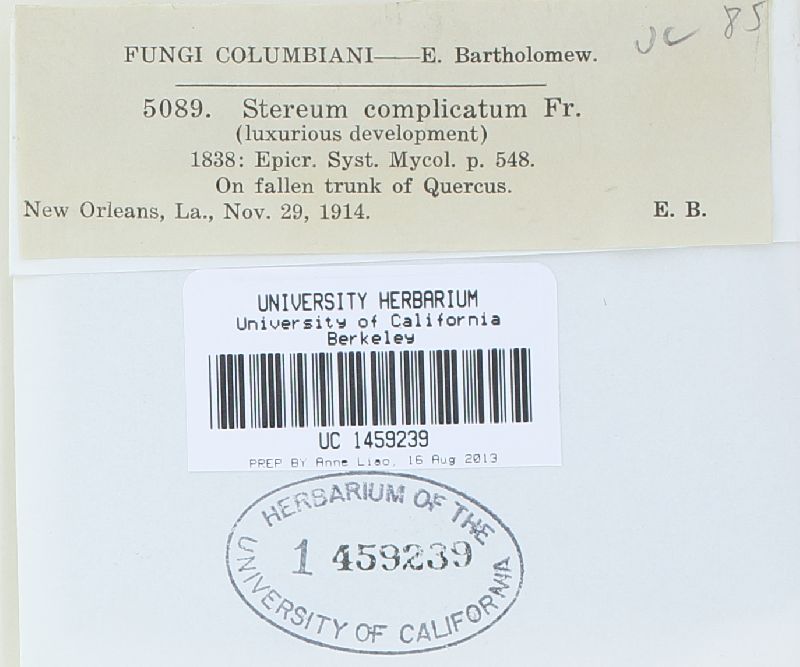 UC 85
FUNGI COLUMBIANI——E. Bartholomew.
5089. Stereum complicatum Fr.
(luxurious development)
1838: Epicr. Syst. Mycol. p. 548.
On fallen trunk of Quercus.
New Orleans, La., Nov. 29, 1914. E. B.
UNIVERSITY HERBARIUM
University of California
Berkeley
UC 1459239
PREP BY Anne Liao, 16 Aug 2013
HERBARIUM OF THE
1 459239
UNIVERSITY OF CALIFORNIA